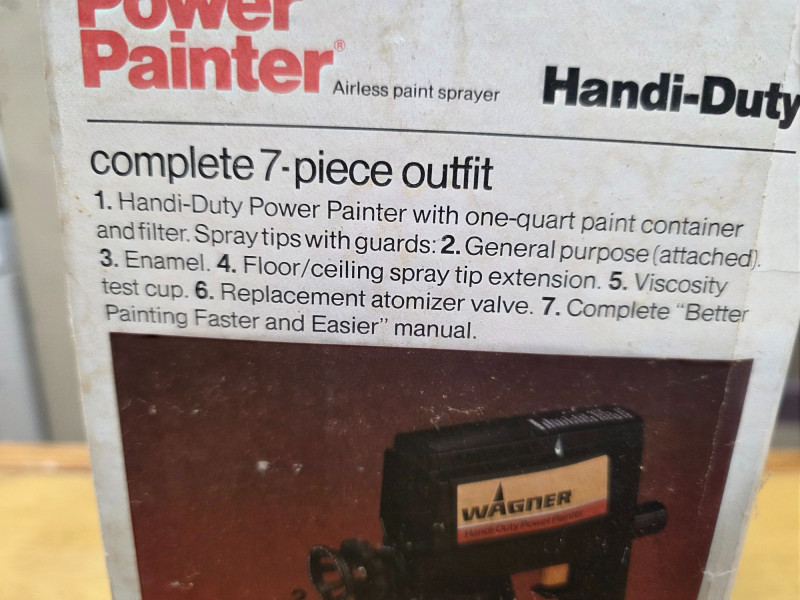 Power
Painter®
Airless paint sprayer
Handi-Duty
complete 7-piece outfit
1. Handi-Duty Power Painter with one-quart paint container
and filter. Spray tips with guards: 2. General purpose (attached).
3. Enamel. 4. Floor/ceiling spray tip extension. 5. Viscosity
test cup. 6. Replacement atomizer valve. 7. Complete “Better
Painting Faster and Easier” manual.
WAGNER
Handi-Duty Power Painter
2